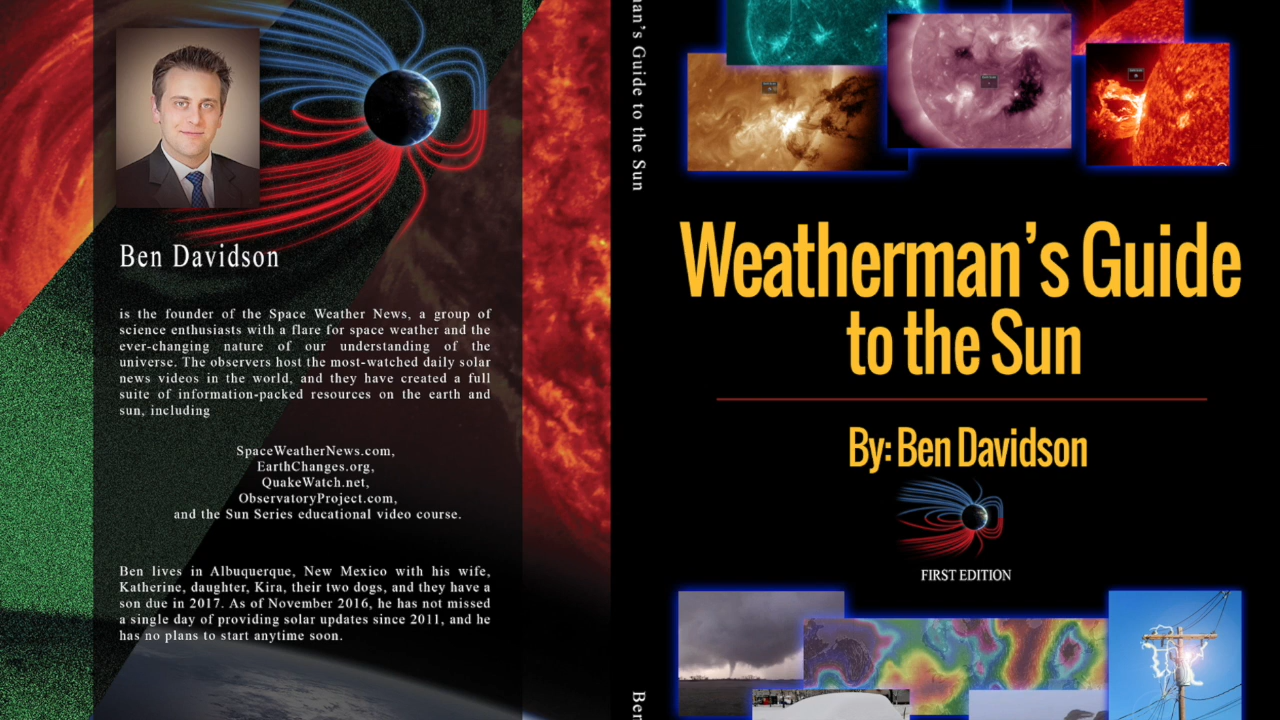 Ben Davidson
is the founder of the Space Weather News, a group of
science enthusiasts with a flare for space weather and the
ever-changing nature of our understanding of the
universe. The observers host the most-watched daily solar
news videos in the world, and they have created a full
suite of information-packed resources on the earth and
sun, including
SpaceWeatherNews.com,
EarthChanges.org,
QuakeWatch.net,
ObservatoryProject.com,
and the Sun Series educational video course.
Ben lives in Albuquerque, New Mexico with his wife,
Katherine, daughter, Kira, their two dogs, and they have a
son due in 2017. As of November 2016, he has not missed
a single day of providing solar updates since 2011, and he
has no plans to start anytime soon.
man's Guide to the Sun
Ben
Weatherman's Guide
to the Sun
By: Ben Davidson
FIRST EDITION